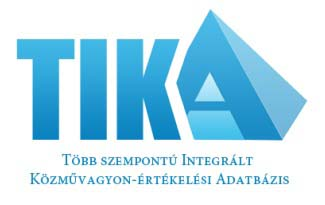 TIKA
Több szempontú Integrált
Közművagyon-értékelési Adatbázis